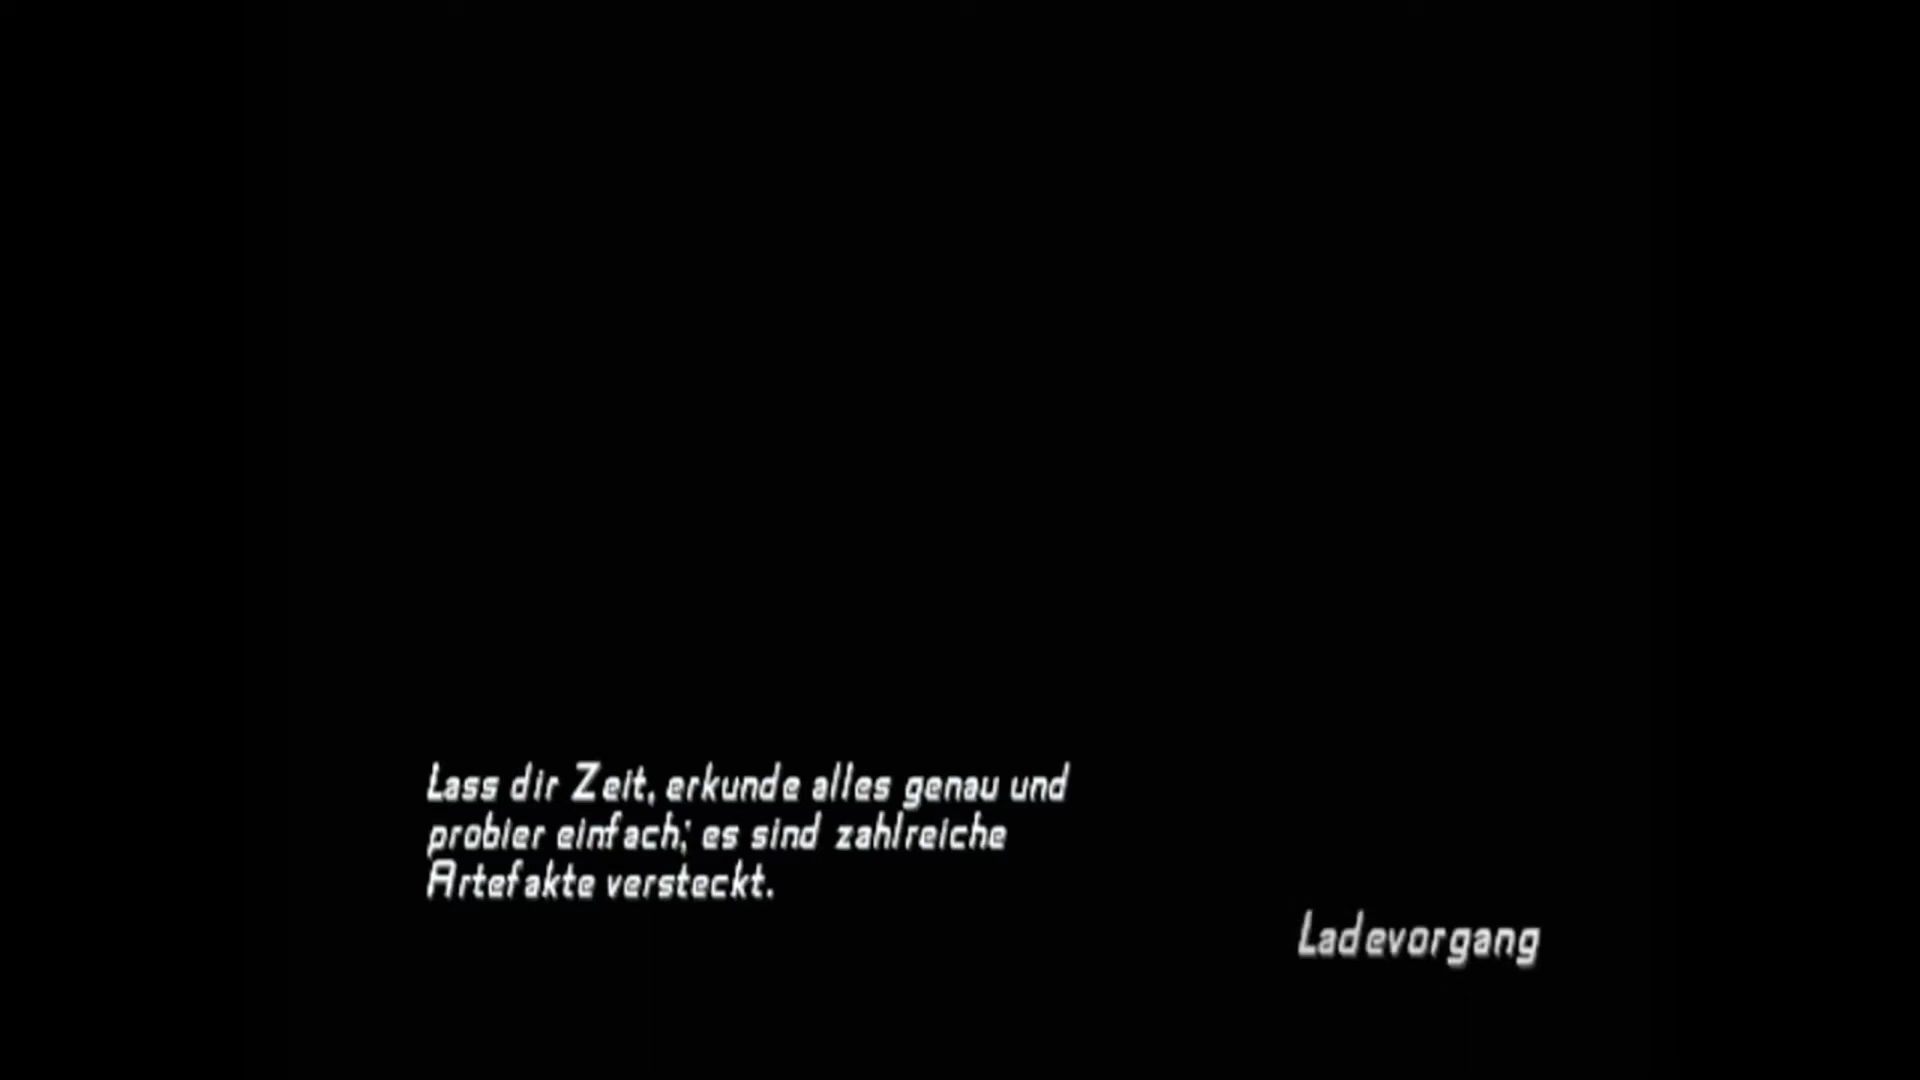 Lass dir Zeit, erkunde alles genau und
probier einfach; es sind zahlreiche
Artefakte versteckt.
Ladevorgang